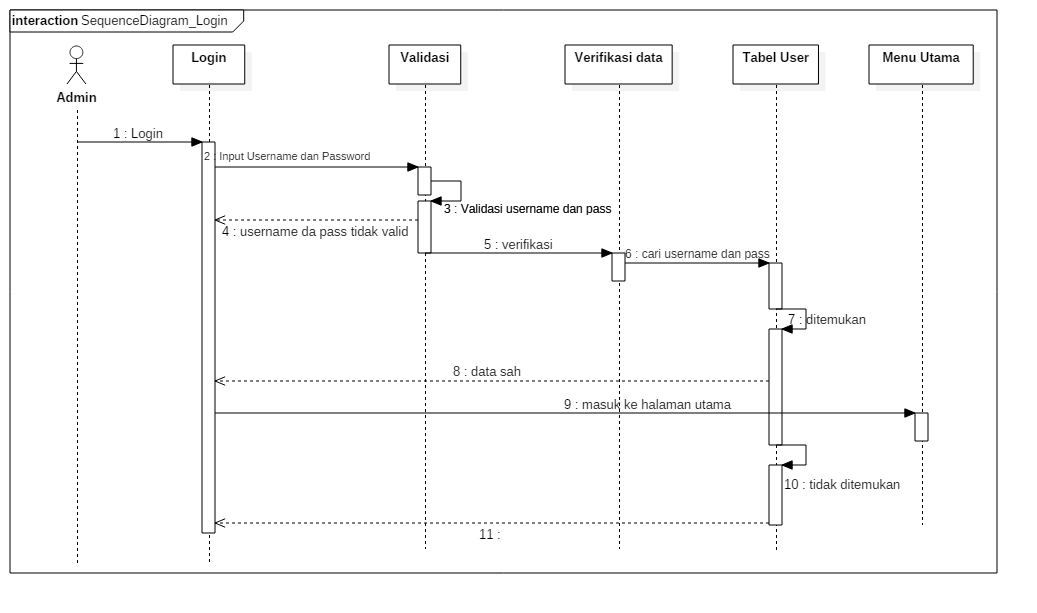 interaction SequenceDiagram_Login
Admin
Login
Validasi
Verifikasi data
Tabel User
Menu Utama
1 : Login
2 : Input Username dan Password
3 : Validasi username dan pass
4 : username da pass tidak valid
5 : verifikasi
6 : cari username dan pass
7 : ditemukan
8 : data sah
9 : masuk ke halaman utama
10 : tidak ditemukan
11 :